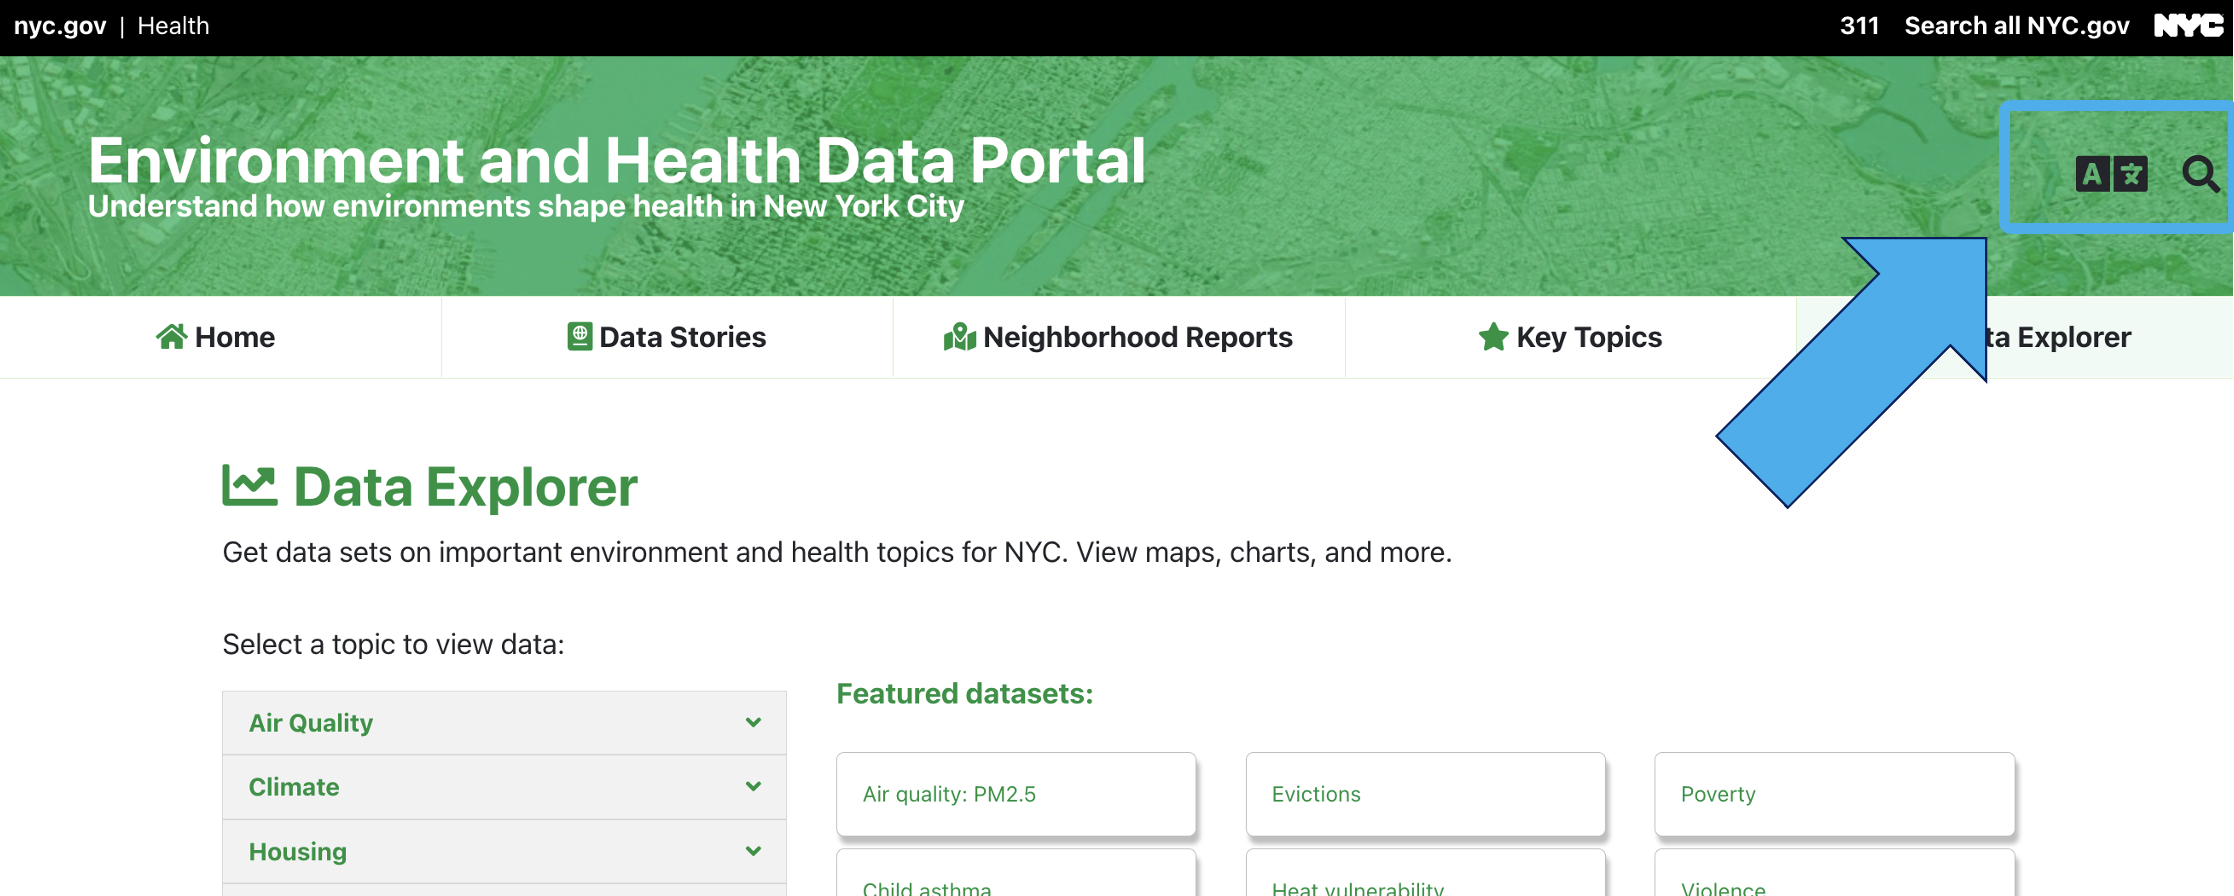 nyc.gov | Health
311 Search all NYC.gov NYC
Environment and Health Data Portal
Understand how environments shape health in New York City
A
Home Data Stories Neighborhood Reports Key Topics ta Explorer
Data Explorer
Get data sets on important environment and health topics for NYC. View maps, charts, and more.
Select a topic to view data:
Air Quality
Climate
Housing
Featured datasets:
Air quality: PM2.5
Evictions
Poverty
Child asthma
Heat vulnerability
Violence